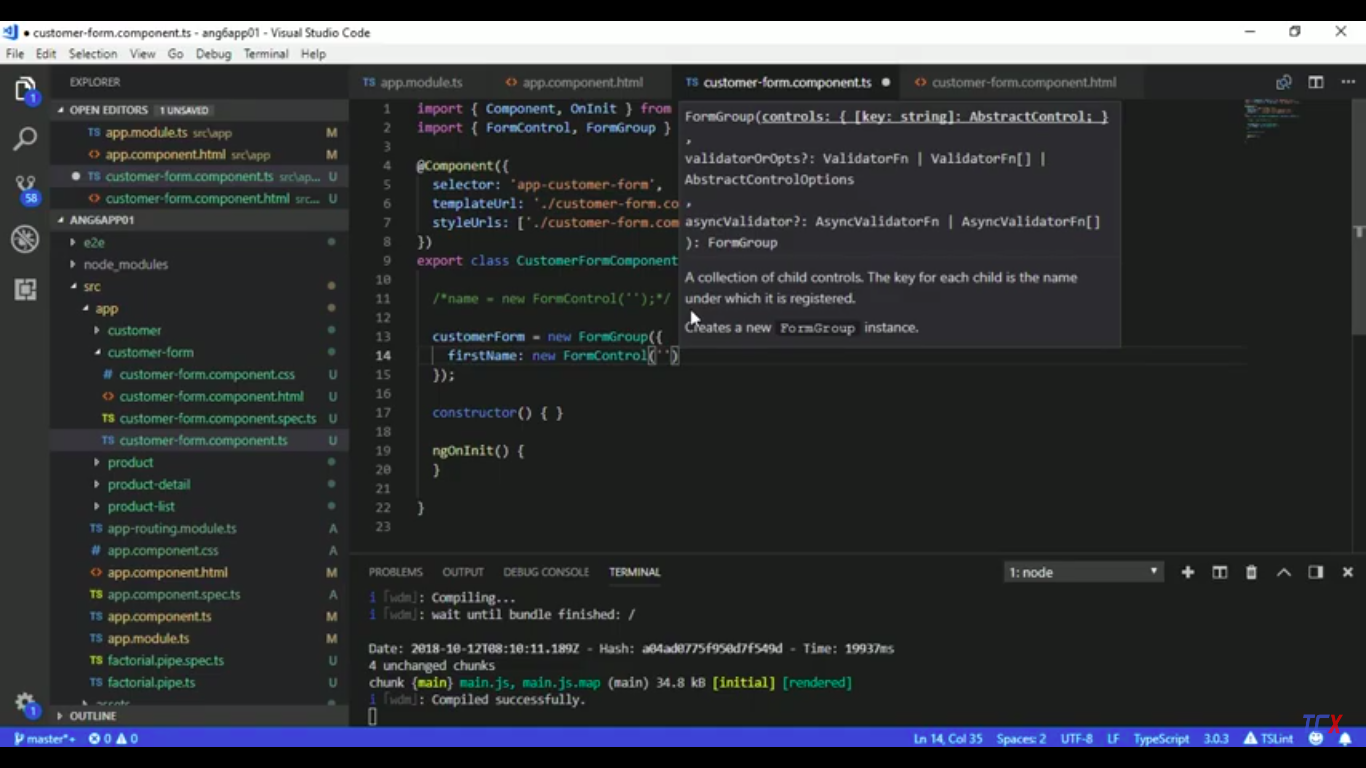 customer-form.component.ts - ang6app01 - Visual Studio Code
File Edit Selection View Go Debug Terminal Help
EXPLORER
OPEN EDITORS 1 UNSAVED
TS app.module.ts src\app M
<> app.component.html src\app M
● TS customer-form.component.ts src\ap... U
<> customer-form.component.html src... U
ANG6APP01
e2e
node_modules
src
app
customer
customer-form
# customer-form.component.css U
<> customer-form.component.html U
TS customer-form.component.spec.ts U
TS customer-form.component.ts U
product
product-detail
product-list
TS app-routing.module.ts A
# app.component.css A
<> app.component.html M
TS app.component.spec.ts A
TS app.component.ts M
TS app.module.ts M
TS factorial.pipe.spec.ts U
TS factorial.pipe.ts U
OUTLINE
1
58
1
TS app.module.ts <> app.component.html TS customer-form.component.ts ● <> customer-form.component.html
1 import { Component, OnInit } from
2 import { FormControl, FormGroup }
3
4 @Component({
5 selector: 'app-customer-form',
6 templateUrl: './customer-form.co
7 styleUrls: ['./customer-form.com
8 })
9 export class CustomerFormComponent
10
11 /*name = new FormControl('');*/
12
13 customerForm = new FormGroup({
14 firstName: new FormControl('')
15 });
16
17 constructor() { }
18
19 ngOnInit() {
20 }
21
22 }
23
FormGroup(controls: { [key: string]: AbstractControl; }
,
validatorOrOpts?: ValidatorFn | ValidatorFn[] |
AbstractControlOptions
,
asyncValidator?: AsyncValidatorFn | AsyncValidatorFn[]
): FormGroup
A collection of child controls. The key for each child is the name
under which it is registered.
Creates a new FormGroup instance.
PROBLEMS OUTPUT DEBUG CONSOLE TERMINAL 1: node
i ｢wdm｣: Compiling...
i ｢wdm｣: wait until bundle finished: /
Date: 2018-10-12T08:10:11.189Z - Hash: a04ad0775f950d7f549d - Time: 19937ms
4 unchanged chunks
chunk {main} main.js, main.js.map (main) 34.8 kB [initial] [rendered]
i ｢wdm｣: Compiled successfully.
TCX
master*+ 0 0 Ln 14, Col 35 Spaces: 2 UTF-8 LF TypeScript 3.0.3 TSLint